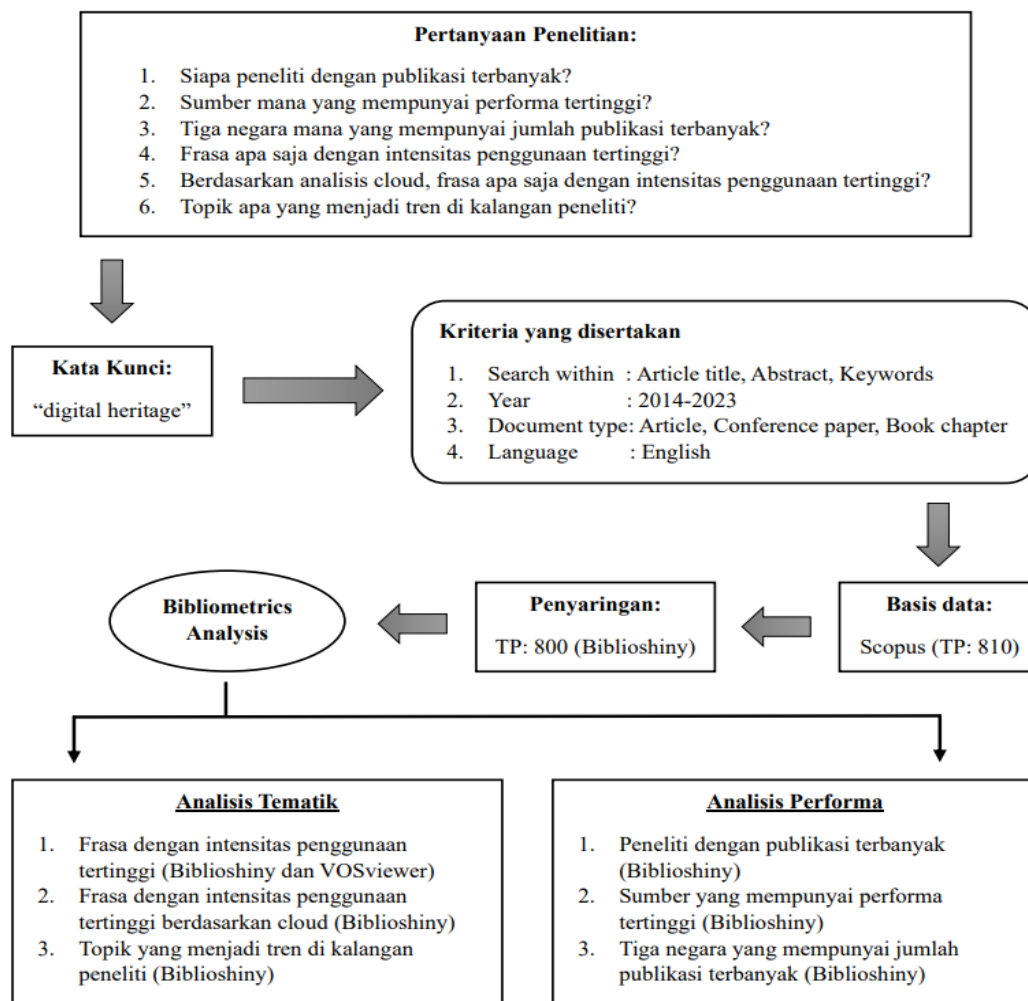 Pertanyaan Penelitian:
1. Siapa peneliti dengan publikasi terbanyak?
2. Sumber mana yang mempunyai performa tertinggi?
3. Tiga negara mana yang mempunyai jumlah publikasi terbanyak?
4. Frasa apa saja dengan intensitas penggunaan tertinggi?
5. Berdasarkan analisis cloud, frasa apa saja dengan intensitas penggunaan tertinggi?
6. Topik apa yang menjadi tren di kalangan peneliti?
Kata Kunci:
“digital heritage”
Kriteria yang disertakan
1. Search within : Article title, Abstract, Keywords
2. Year : 2014-2023
3. Document type: Article, Conference paper, Book chapter
4. Language : English
Bibliometrics
Analysis
Penyaringan:
TP: 800 (Biblioshiny)
Basis data:
Scopus (TP: 810)
Analisis Tematik
1. Frasa dengan intensitas penggunaan
tertinggi (Biblioshiny dan VOSviewer)
2. Frasa dengan intensitas penggunaan
tertinggi berdasarkan cloud (Biblioshiny)
3. Topik yang menjadi tren di kalangan
peneliti (Biblioshiny)
Analisis Performa
1. Peneliti dengan publikasi terbanyak
(Biblioshiny)
2. Sumber yang mempunyai performa
tertinggi (Biblioshiny)
3. Tiga negara yang mempunyai jumlah
publikasi terbanyak (Biblioshiny)